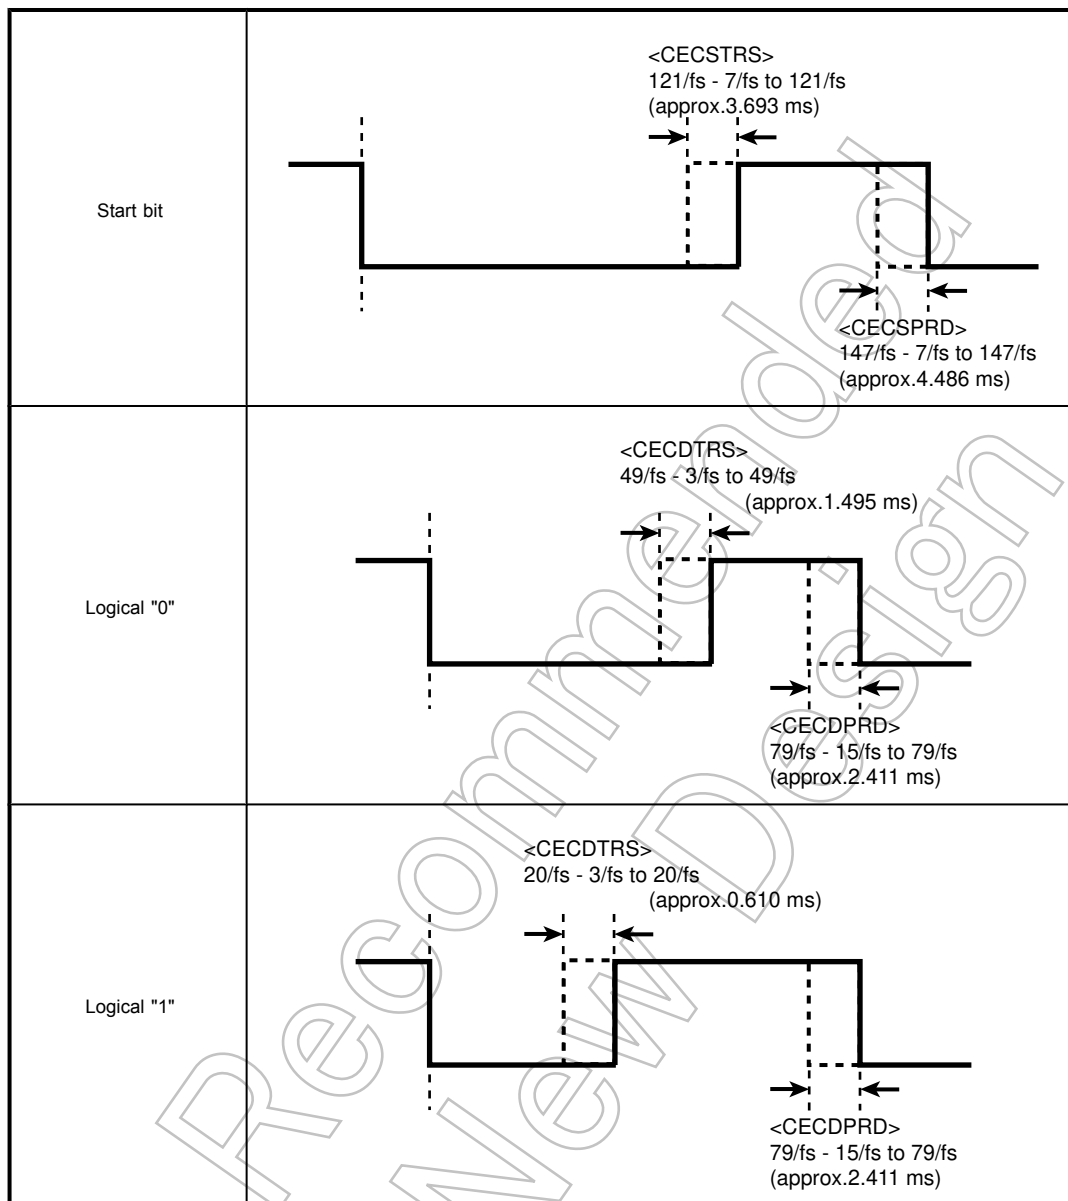 Start bit
<CECSTRS>
121/fs - 7/fs to 121/fs
(approx.3.693 ms)
<CECSPRD>
147/fs - 7/fs to 147/fs
(approx.4.486 ms)
Logical "0"
<CECDTRS>
49/fs - 3/fs to 49/fs
(approx.1.495 ms)
<CECDPRD>
79/fs - 15/fs to 79/fs
(approx.2.411 ms)
Logical "1"
<CECDTRS>
20/fs - 3/fs to 20/fs
(approx.0.610 ms)
<CECDPRD>
79/fs - 15/fs to 79/fs
(approx.2.411 ms)
Recommended
New Design